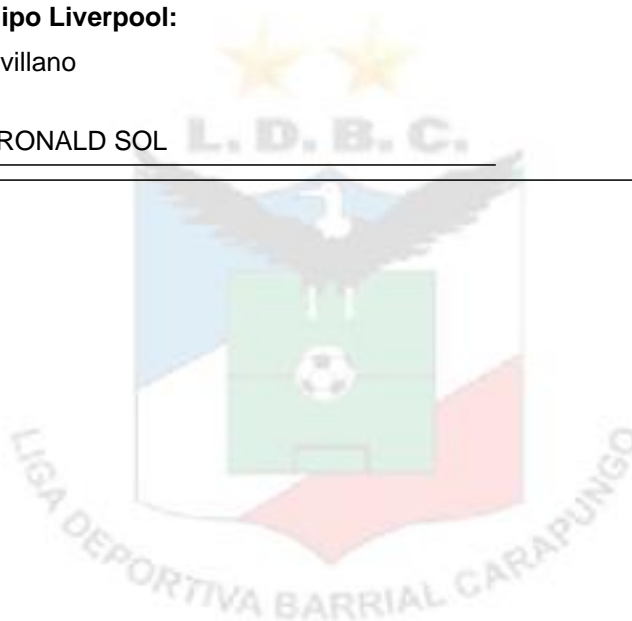 ipo Liverpool:
villano
RONALD SOL
L. D. B. C.
LIGA DEPORTIVA BARRIAL CARAPUNGO